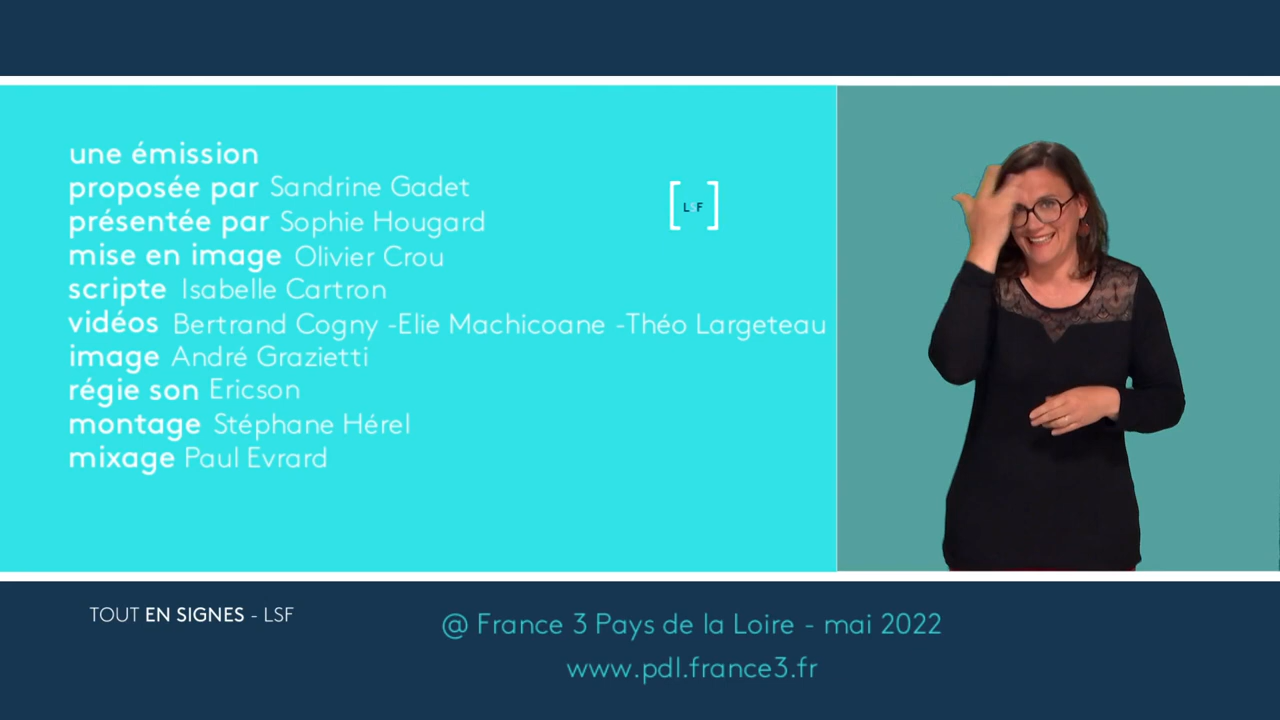 une émission
proposée par Sandrine Gadet
présentée par Sophie Hougard
mise en image Olivier Crou
scripte Isabelle Cartron
vidéos Bertrand Cogny -Elie Machicoane -Théo Largeteau
image André Grazietti
régie son Ericson
montage Stéphane Hérel
mixage Paul Evrard
[LSF]
TOUT EN SIGNES - LSF
@ France 3 Pays de la Loire - mai 2022
www.pdl.france3.fr